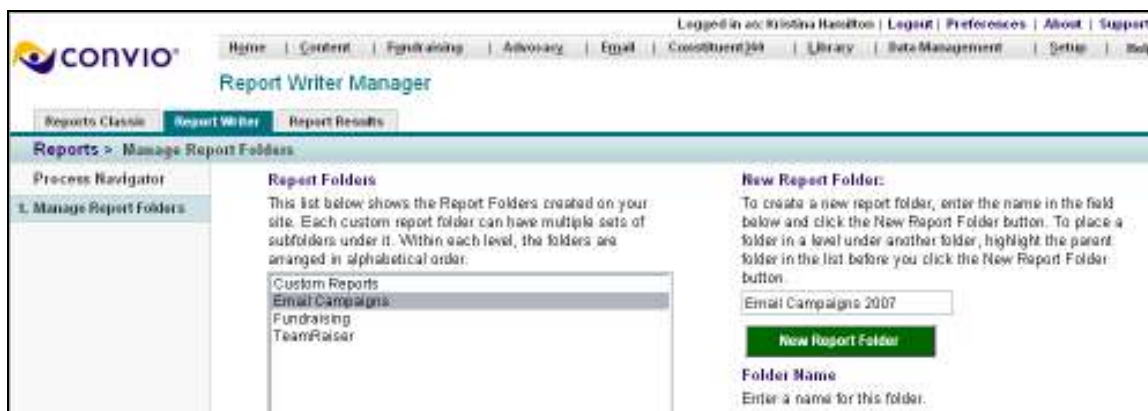 Logged in as: Kristina Hamilton | Logout | Preferences | About | Support
CONVIO
Home | Content | Fundraising | Advocacy | Email | Constituent360 | Library | Data Management | Setup | Help
Report Writer Manager
Reports Classic Report Writer Report Results
Reports > Manage Report Folders
Process Navigator
1. Manage Report Folders
Report Folders
This list below shows the Report Folders created on your
site. Each custom report folder can have multiple sets of
subfolders under it. Within each level, the folders are
arranged in alphabetical order.
Custom Reports
Email Campaigns
Fundraising
TeamRaiser
New Report Folder:
To create a new report folder, enter the name in the field
below and click the New Report Folder button. To place a
folder in a level under another folder, highlight the parent
folder in the list before you click the New Report Folder
button.
Email Campaigns 2007
New Report Folder
Folder Name
Enter a name for this folder.